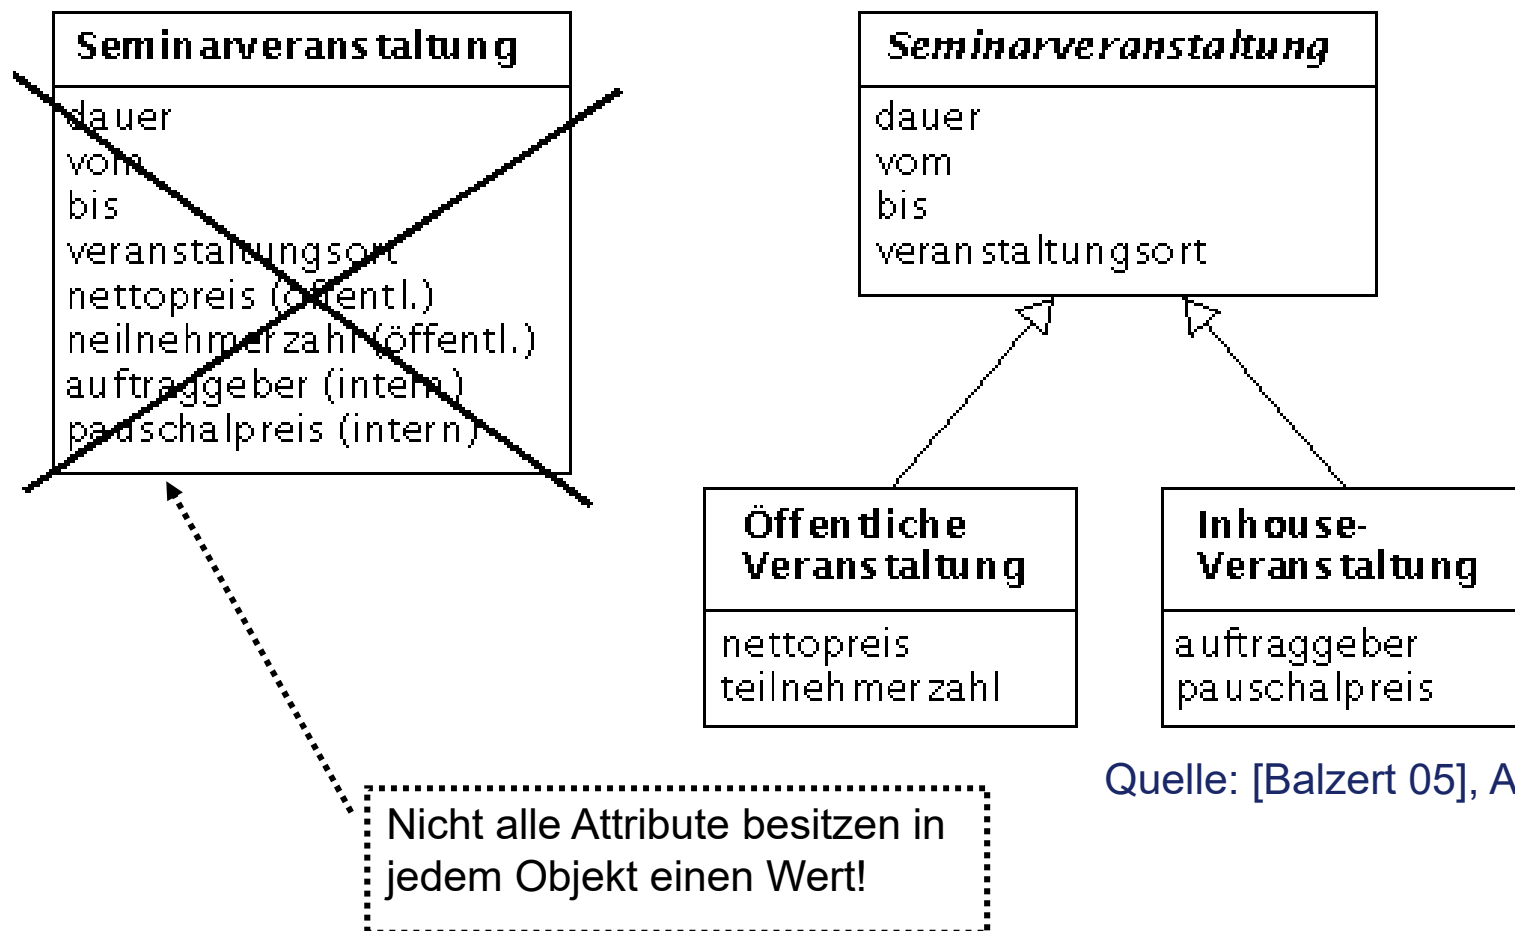 Seminarveranstaltung
dauer
vom
bis
veranstaltungsort
nettopreis (öffentl.)
neilnehmerzahl (öffentl.)
auftraggeber (intern)
pauschalpreis (intern)
Seminarveranstaltung
dauer
vom
bis
veranstaltungsort
Öffentliche
Veranstaltung
nettopreis
teilnehmerzahl
Inhouse-
Veranstaltung
auftraggeber
pauschalpreis
Quelle: [Balzert 05], A
Nicht alle Attribute besitzen in
jedem Objekt einen Wert!